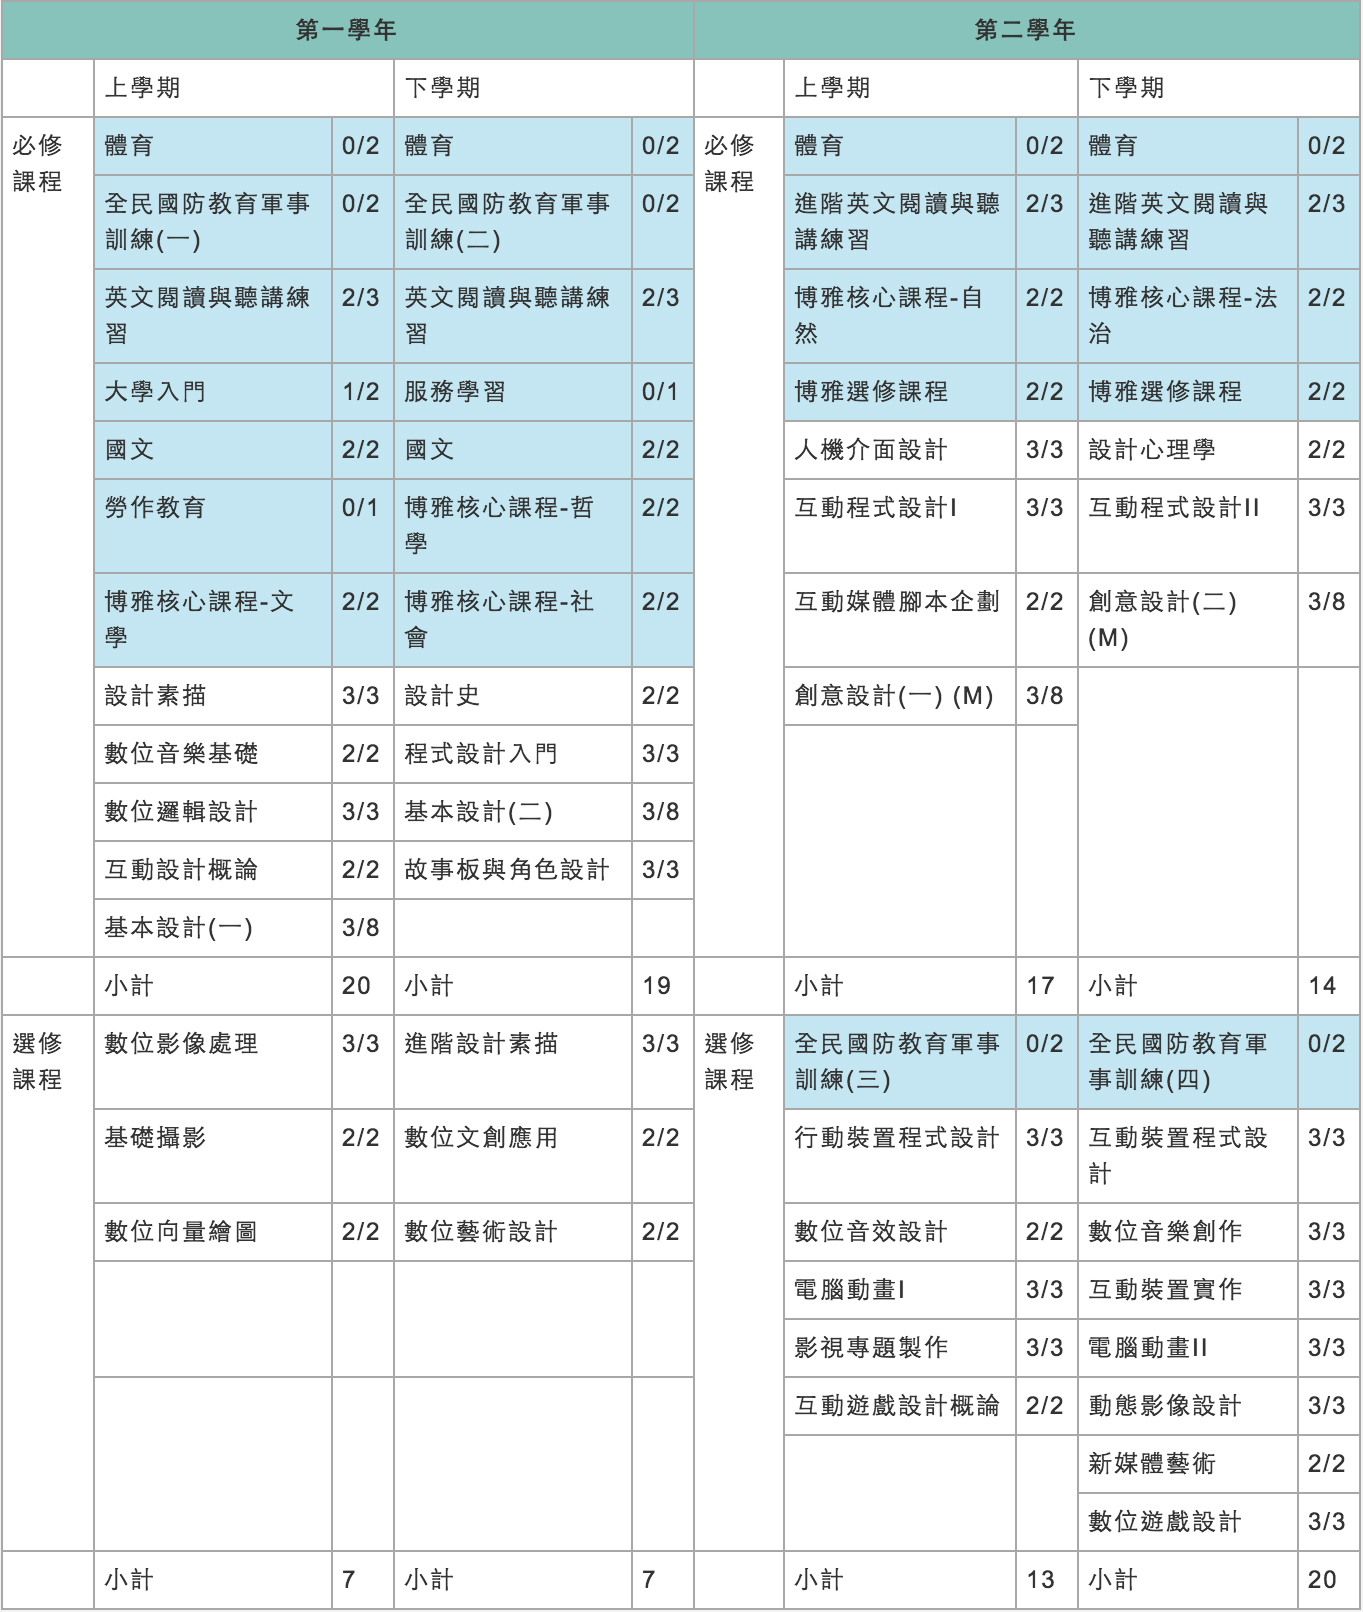 第一學年 第二學年
上學期 下學期 上學期 下學期
必修 體育 0/2 體育 0/2 必修 體育 0/2 體育 0/2
課程 課程
全民國防教育軍事 0/2 全民國防教育軍事 0/2 進階英文閱讀與聽 2/3 進階英文閱讀與 2/3
訓練(一) 訓練(二) 講練習 聽講練習
英文閱讀與聽講練 2/3 英文閱讀與聽講練 2/3 博雅核心課程-自 2/2 博雅核心課程-法 2/2
習 習 然 治
大學入門 1/2 服務學習 0/1 博雅選修課程 2/2 博雅選修課程 2/2
國文 2/2 國文 2/2 人機介面設計 3/3 設計心理學 2/2
勞作教育 0/1 博雅核心課程-哲 2/2 互動程式設計I 3/3 互動程式設計II 3/3
學
博雅核心課程-文 2/2 博雅核心課程-社 2/2 互動媒體腳本企劃 2/2 創意設計(二) 3/8
學 會 (M)
設計素描 3/3 設計史 2/2 創意設計(一) (M) 3/8
數位音樂基礎 2/2 程式設計入門 3/3
數位邏輯設計 3/3 基本設計(二) 3/8
互動設計概論 2/2 故事板與角色設計 3/3
基本設計(一) 3/8
小計 20 小計 19 小計 17 小計 14
選修 數位影像處理 3/3 進階設計素描 3/3 選修 全民國防教育軍事 0/2 全民國防教育軍 0/2
課程 課程 訓練(三) 事訓練(四)
基礎攝影 2/2 數位文創應用 2/2 行動裝置程式設計 3/3 互動裝置程式設 3/3
計
數位向量繪圖 2/2 數位藝術設計 2/2 數位音效設計 2/2 數位音樂創作 3/3
電腦動畫I 3/3 互動裝置實作 3/3
影視專題製作 3/3 電腦動畫II 3/3
互動遊戲設計概論 2/2 動態影像設計 3/3
新媒體藝術 2/2
數位遊戲設計 3/3
小計 7 小計 7 小計 13 小計 20